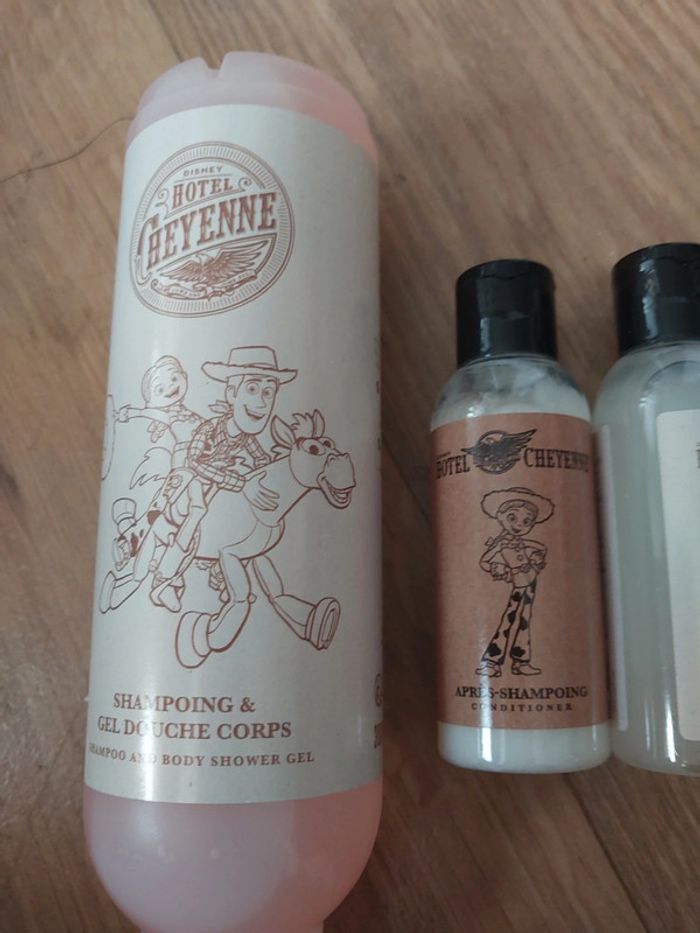 DISNEY
HOTEL
CHEYENNE
SHAMPOING &
GEL DOUCHE CORPS
SHAMPOO AND BODY SHOWER GEL
HOTEL CHEYENNE
APRÈS-SHAMPOING
CONDITIONER